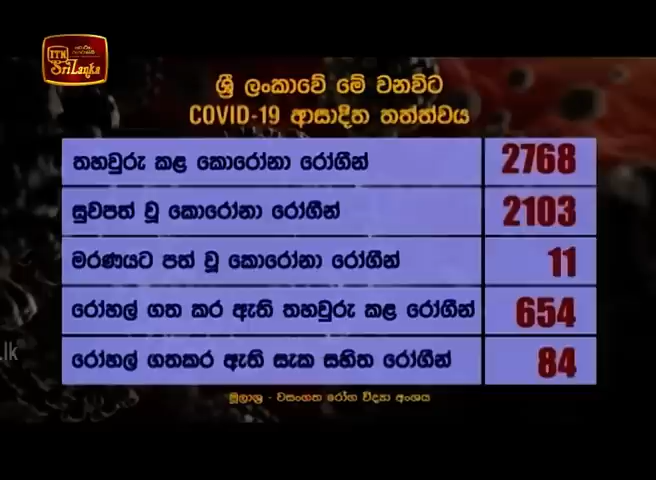 ITN
Sri Lanka
ශ්‍රී ලංකාවේ මේ වනවිට
COVID-19 ආසාදිත තත්ත්වය
තහවුරු කළ කොරෝනා රෝගීන් 2768
සුවපත් වූ කොරෝනා රෝගීන් 2103
මරණයට පත් වූ කොරෝනා රෝගීන් 11
රෝහල් ගත කර ඇති තහවුරු කළ රෝගීන් 654
රෝහල් ගතකර ඇති සැක සහිත රෝගීන් 84
.lk
මූලාශ්‍ර - වසංගත රෝග විද්‍යා අංශය